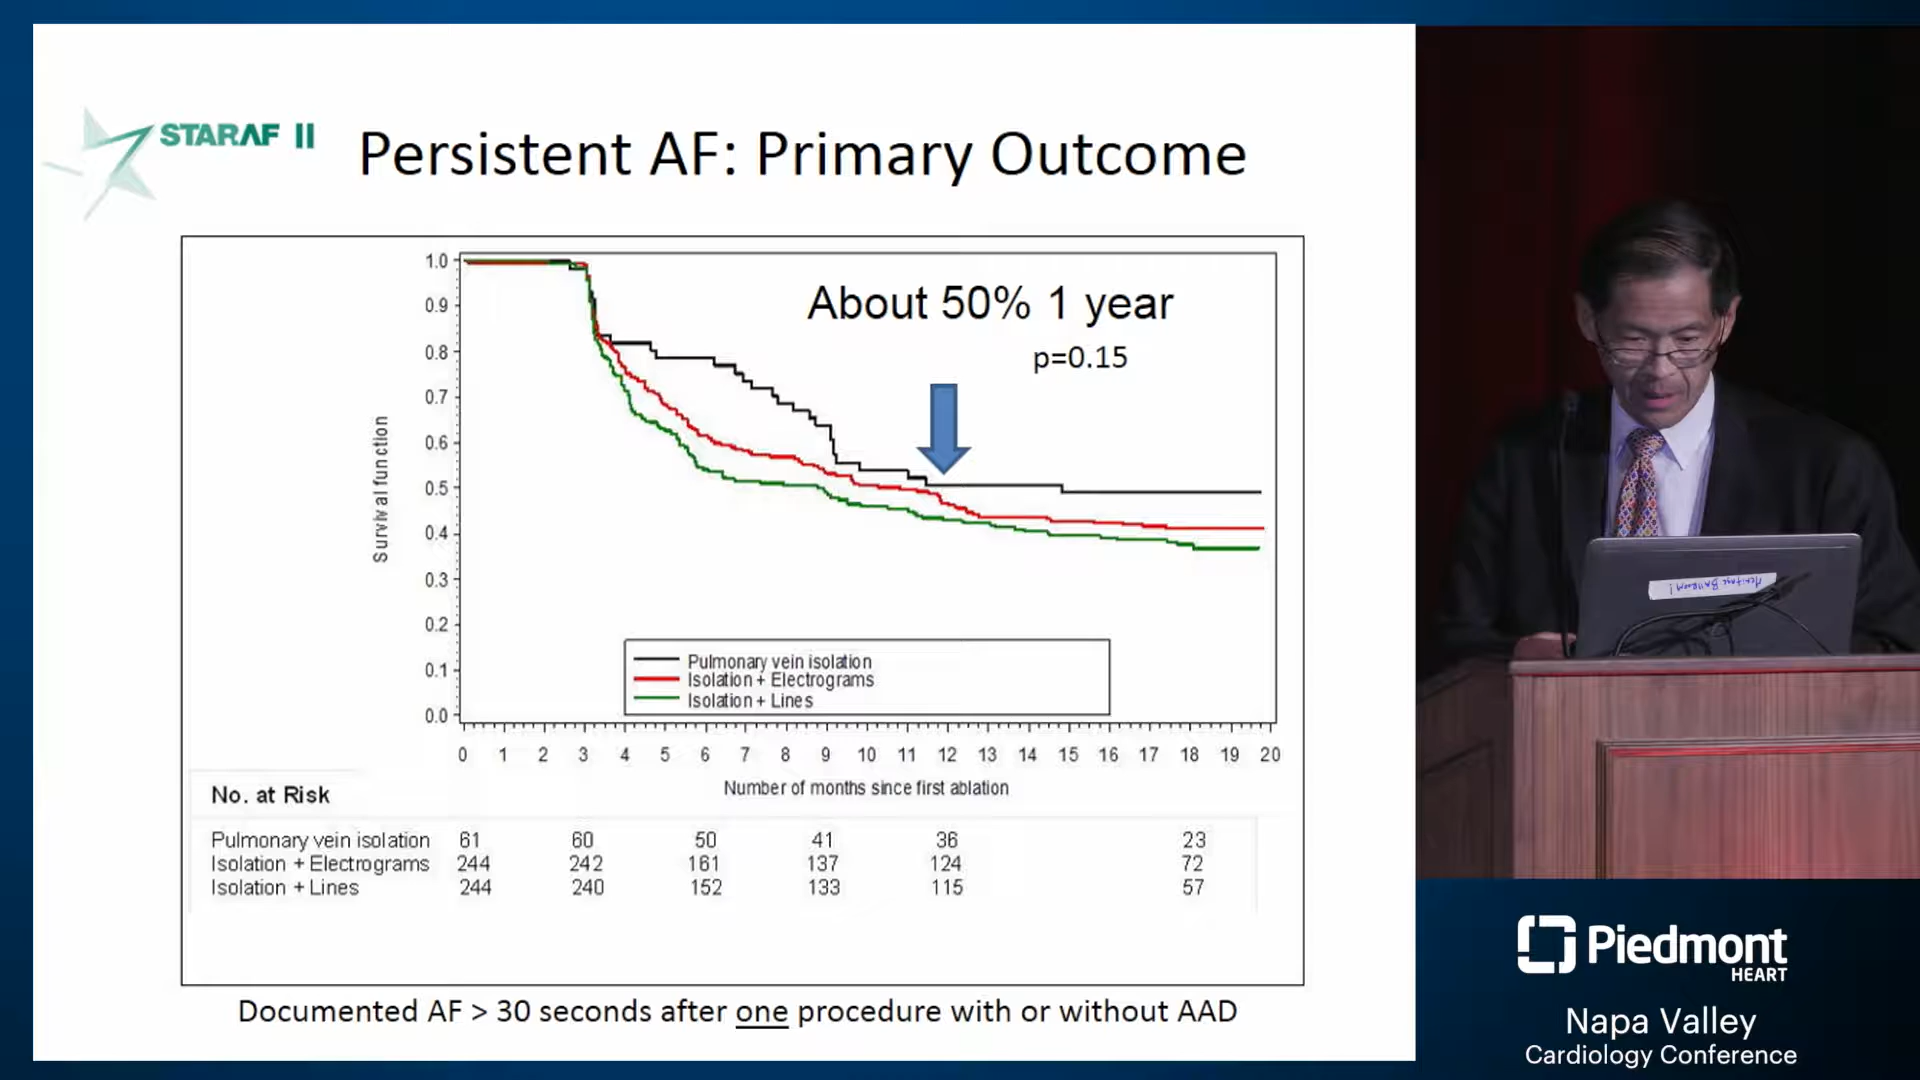 STARAF II
Persistent AF: Primary Outcome
About 50% 1 year
p=0.15
Survival function
1.0
0.9
0.8
0.7
0.6
0.5
0.4
0.3
0.2
0.1
0.0
Pulmonary vein isolation
Isolation + Electrograms
Isolation + Lines
0 1 2 3 4 5 6 7 8 9 10 11 12 13 14 15 16 17 18 19 20
Number of months since first ablation
No. at Risk
Pulmonary vein isolation 61 60 50 41 36 23
Isolation + Electrograms 244 242 161 137 124 72
Isolation + Lines 244 240 152 133 115 57
Documented AF > 30 seconds after one procedure with or without AAD
Heritage Ballroom!
Piedmont
HEART
Napa Valley
Cardiology Conference